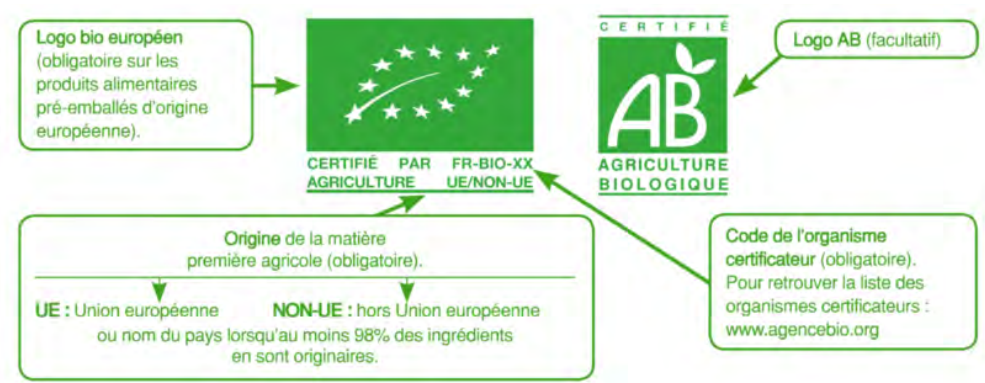 Logo bio européen
(obligatoire sur les
produits alimentaires
pré-emballés d'origine
européenne).
CERTIFIÉ PAR FR-BIO-XX
AGRICULTURE UE/NON-UE
CERTIFIÉ
AB
AGRICULTURE
BIOLOGIQUE
Logo AB (facultatif)
Origine de la matière
première agricole (obligatoire).
UE : Union européenne
NON-UE : hors Union européenne
ou nom du pays lorsqu'au moins 98% des ingrédients
en sont originaires.
Code de l'organisme
certificateur (obligatoire).
Pour retrouver la liste des
organismes certificateurs :
www.agencebio.org